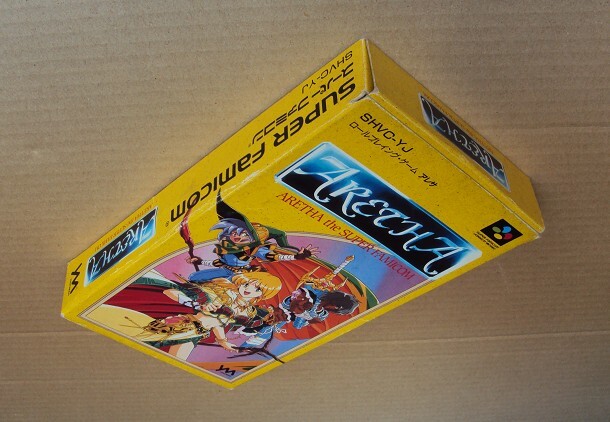 SHVC-YJ
ロールプレイング・ゲーム アレサ
ARETHA
ARETHA the SUPER FAMICOM
SUPER FAMICOM
スーパーファミコン
SHVC-YJ
ARETHA
ARETHA